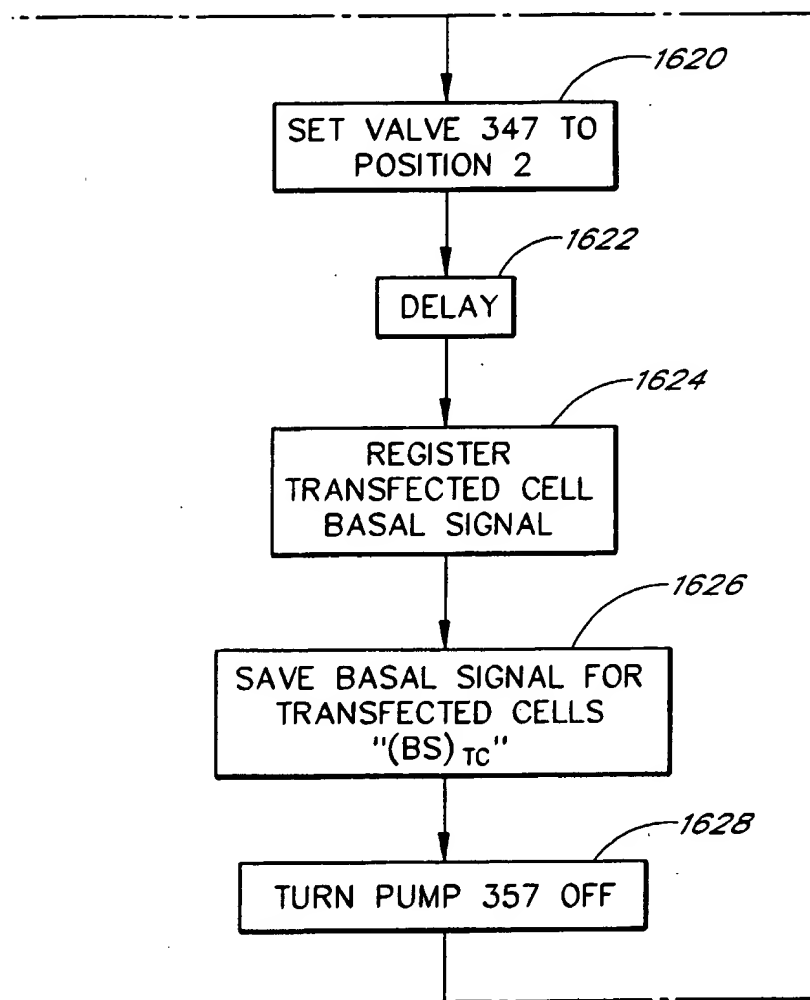 1620
SET VALVE 347 TO
POSITION 2
1622
DELAY
1624
REGISTER
TRANSFECTED CELL
BASAL SIGNAL
1626
SAVE BASAL SIGNAL FOR
TRANSFECTED CELLS
"(BS)TC"
1628
TURN PUMP 357 OFF